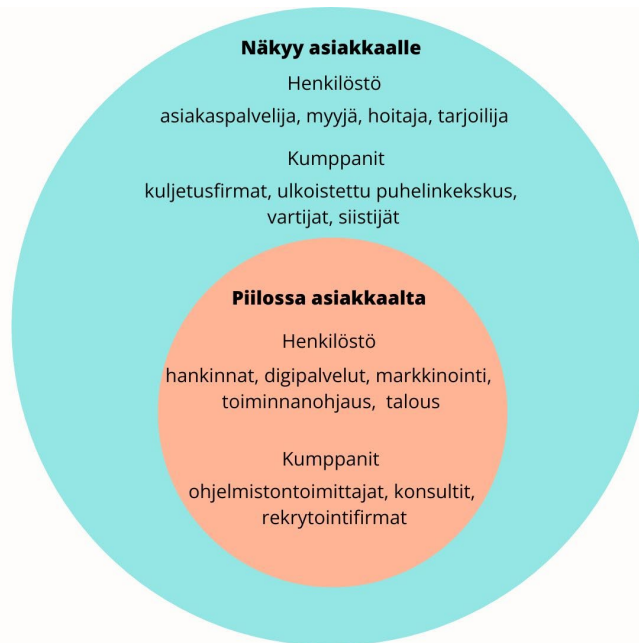 Näkyy asiakkaalle
Henkilöstö
asiakaspalvelija, myyjä, hoitaja, tarjoilija
Kumppanit
kuljetusfirmat, ulkoistettu puhelinkekskus,
vartijat, siistijät
Piilossa asiakkaalta
Henkilöstö
hankinnat, digipalvelut, markkinointi,
toiminnanohjaus, talous
Kumppanit
ohjelmistontoimittajat, konsultit,
rekrytointifirmat